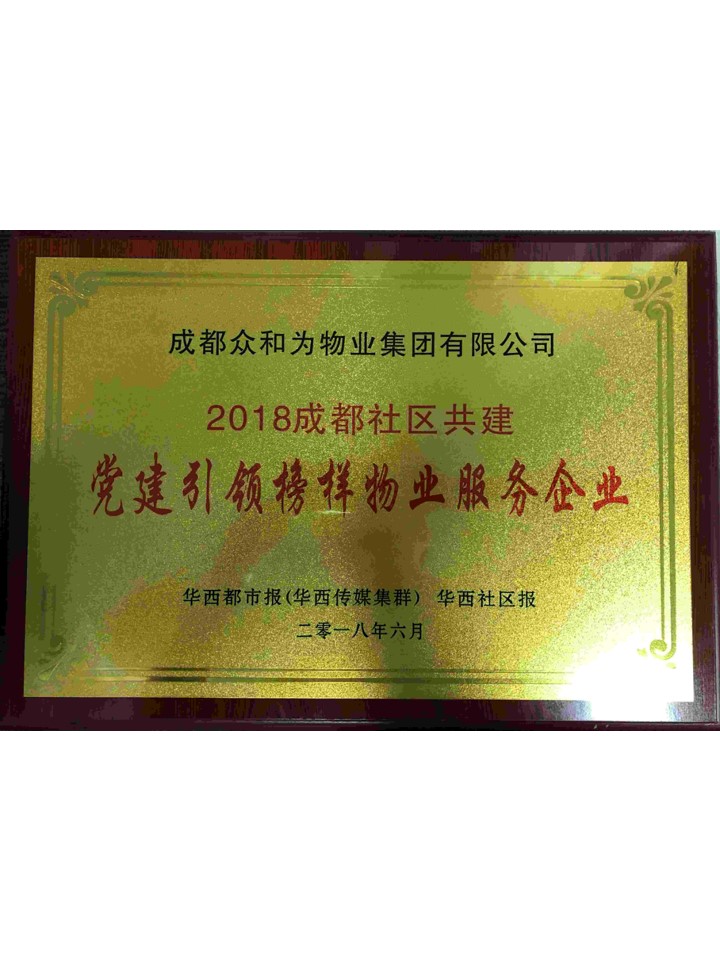 成都众和为物业集团有限公司
2018成都社区共建
党建引领榜样物业服务企业
华西都市报(华西传媒集群) 华西社区报
二零一八年六月